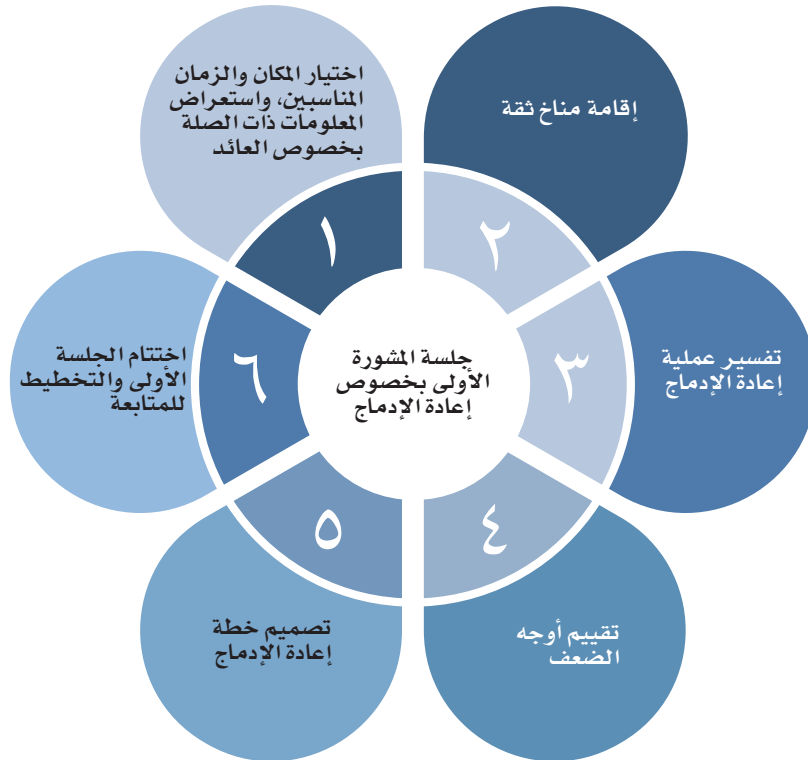 جلسة المشورة
الأولى بخصوص
إعادة الإدماج
١
اختيار المكان والزمان
المناسبين، واستعراض
المعلومات ذات الصلة
بخصوص العائد
٢
إقامة مناخ ثقة
٣
تفسير عملية
إعادة الإدماج
٤
تقييم أوجه
الضعف
٥
تصميم خطة
إعادة الإدماج
٦
اختتام الجلسة
الأولى والتخطيط
للمتابعة